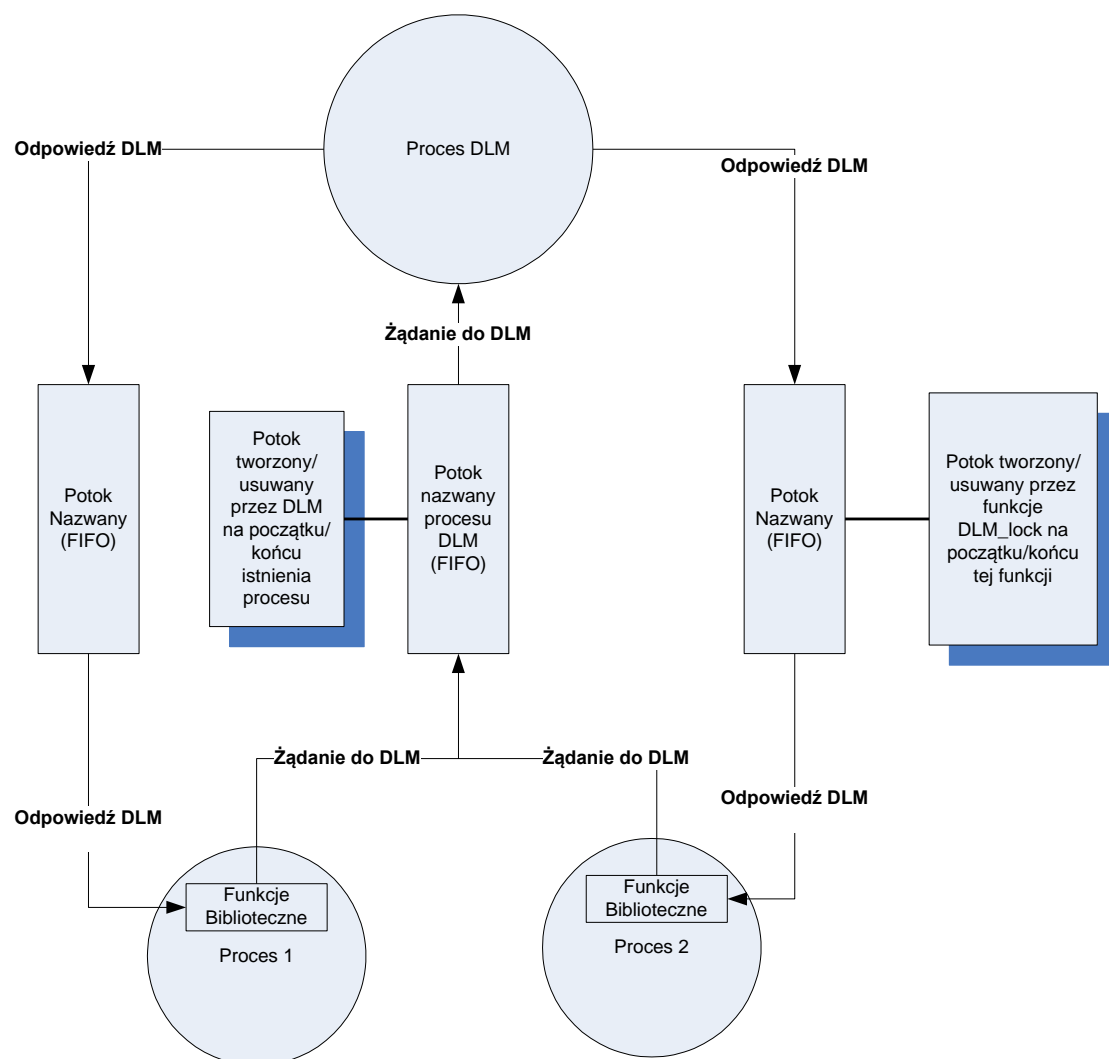 Proces DLM
Odpowiedź DLM
Odpowiedź DLM
Żądanie do DLM
Potok
Nazwany
(FIFO)
Potok
tworzony/
usuwany
przez DLM
na początku/
końcu
istnienia
procesu
Potok
nazwany
procesu
DLM
(FIFO)
Potok
Nazwany
(FIFO)
Potok tworzony/
usuwany przez
funkcje
DLM_lock na
początku/końcu
tej funkcji
Żądanie do DLM
Żądanie do DLM
Odpowiedź DLM
Odpowiedź DLM
Funkcje
Biblioteczne
Proces 1
Funkcje
Biblioteczne
Proces 2